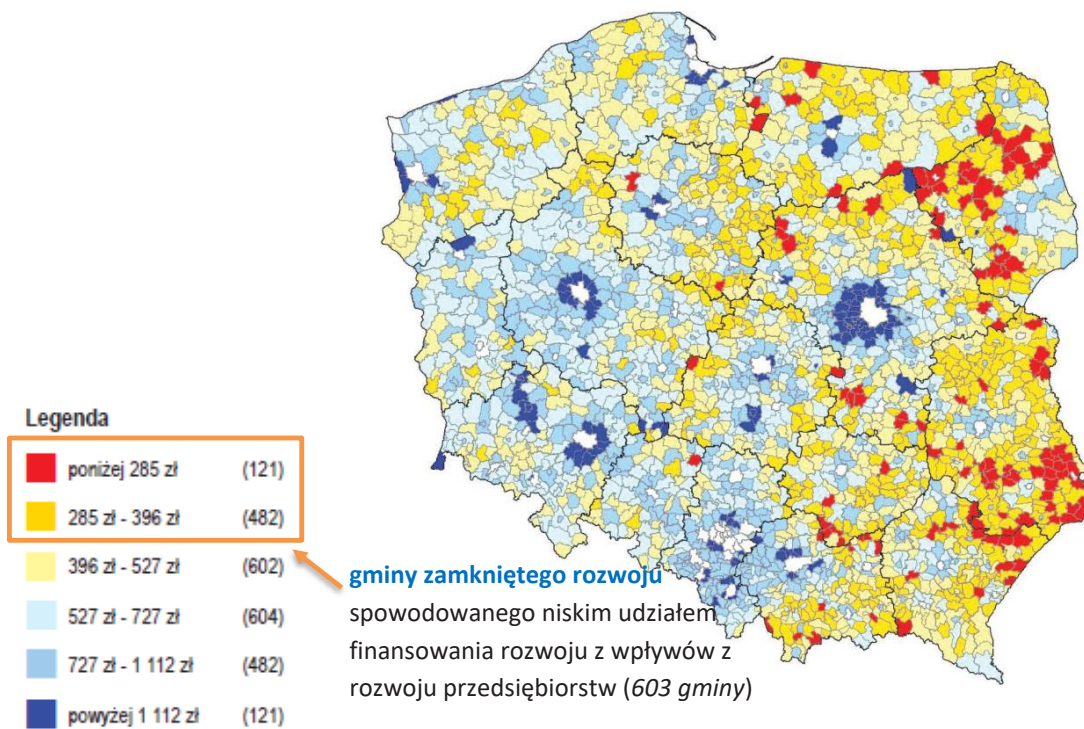 Legenda
poniżej 285 zł (121)
285 zł - 396 zł (482)
396 zł - 527 zł (602)
527 zł - 727 zł (604)
727 zł - 1 112 zł (482)
powyżej 1 112 zł (121)
gminy zamkniętego rozwoju
spowodowanego niskim udziałem
finansowania rozwoju z wpływów z
rozwoju przedsiębiorstw (603 gminy)